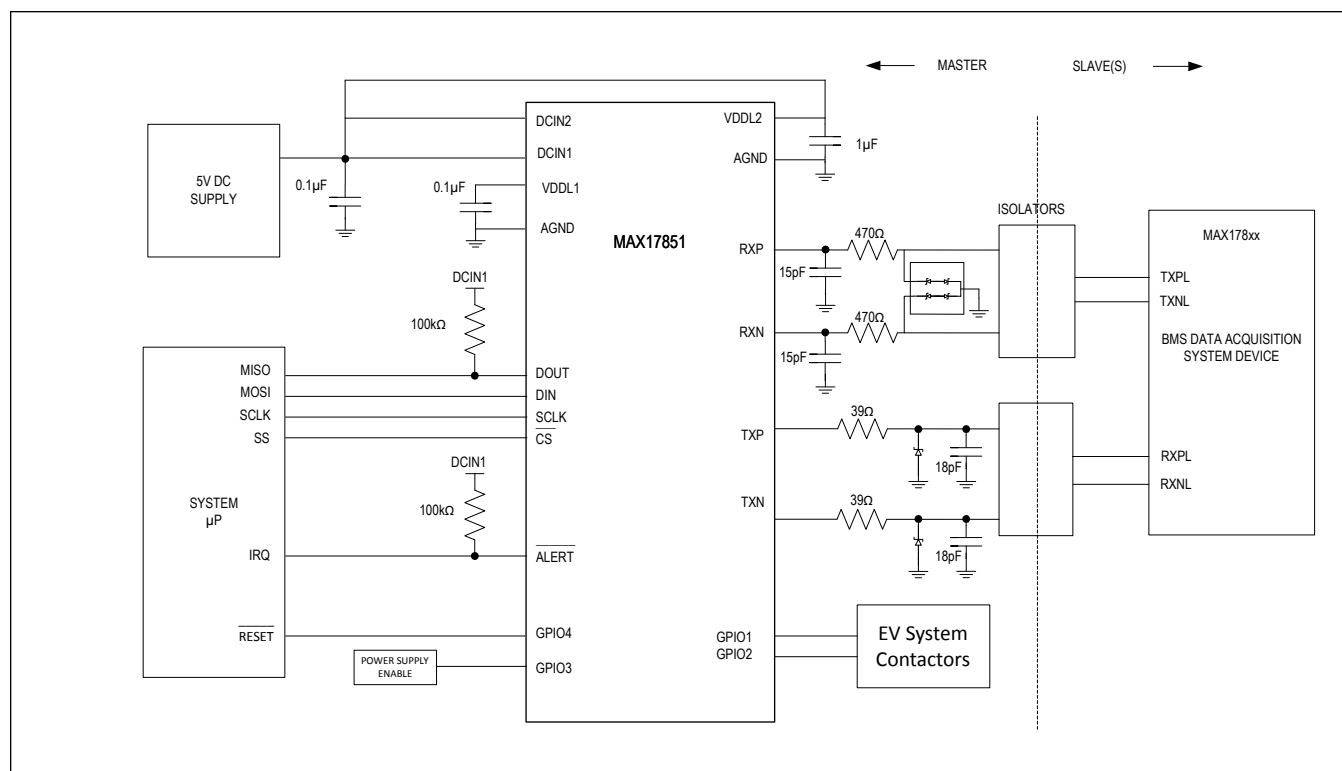 MASTER
SLAVE(S)
5V DC
SUPPLY
0.1µF
0.1µF
DCIN2
DCIN1
VDDL1
AGND
MAX17851
VDDL2
AGND
1µF
RXP
RXN
TXP
TXN
15pF
470Ω
470Ω
15pF
39Ω
18pF
39Ω
18pF
ISOLATORS
MAX178xx
TXPL
TXNL
BMS DATA ACQUISITION
SYSTEM DEVICE
RXPL
RXNL
DCIN1
100kΩ
MISO
MOSI
SCLK
SS
DOUT
DIN
SCLK
CS
DCIN1
100kΩ
SYSTEM
µP
IRQ
ALERT
RESET
GPIO4
POWER SUPPLY
ENABLE
GPIO3
GPIO1
GPIO2
EV System
Contactors